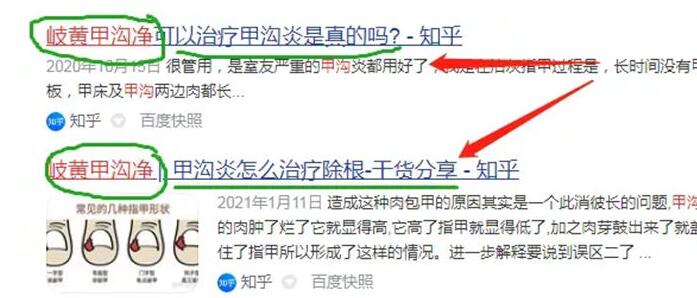 岐黄甲沟净可以治疗甲沟炎是真的吗? - 知乎
2020年10月15日 很管用，是室友严重的甲沟炎都用好了
过程是，长时间没有甲
板，甲床及甲沟两边肉都长...
知乎 百度快照
岐黄甲沟净 | 甲沟炎怎么治疗除根-干货分享 - 知乎
常见的几种指甲形状
2021年1月11日 造成这种肉包甲的原因其实是一个此消彼长的问题,甲
的肉肿了烂了它就显得高,它高了指甲就显得低了,加之肉芽鼓出来了就
住了指甲所以形成了这样的情况。进一步解释要说到误区二了 ...
知乎 百度快照